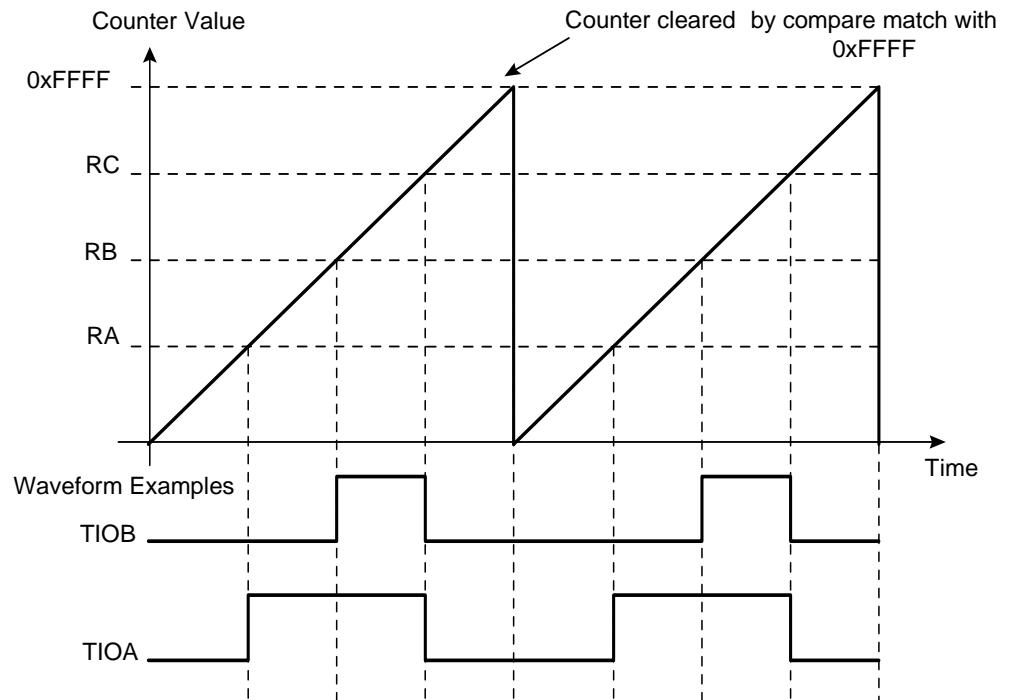 Counter Value
Counter cleared by compare match with
0xFFFF
0xFFFF
RC
RB
RA
Time
Waveform Examples
TIOB
TIOA